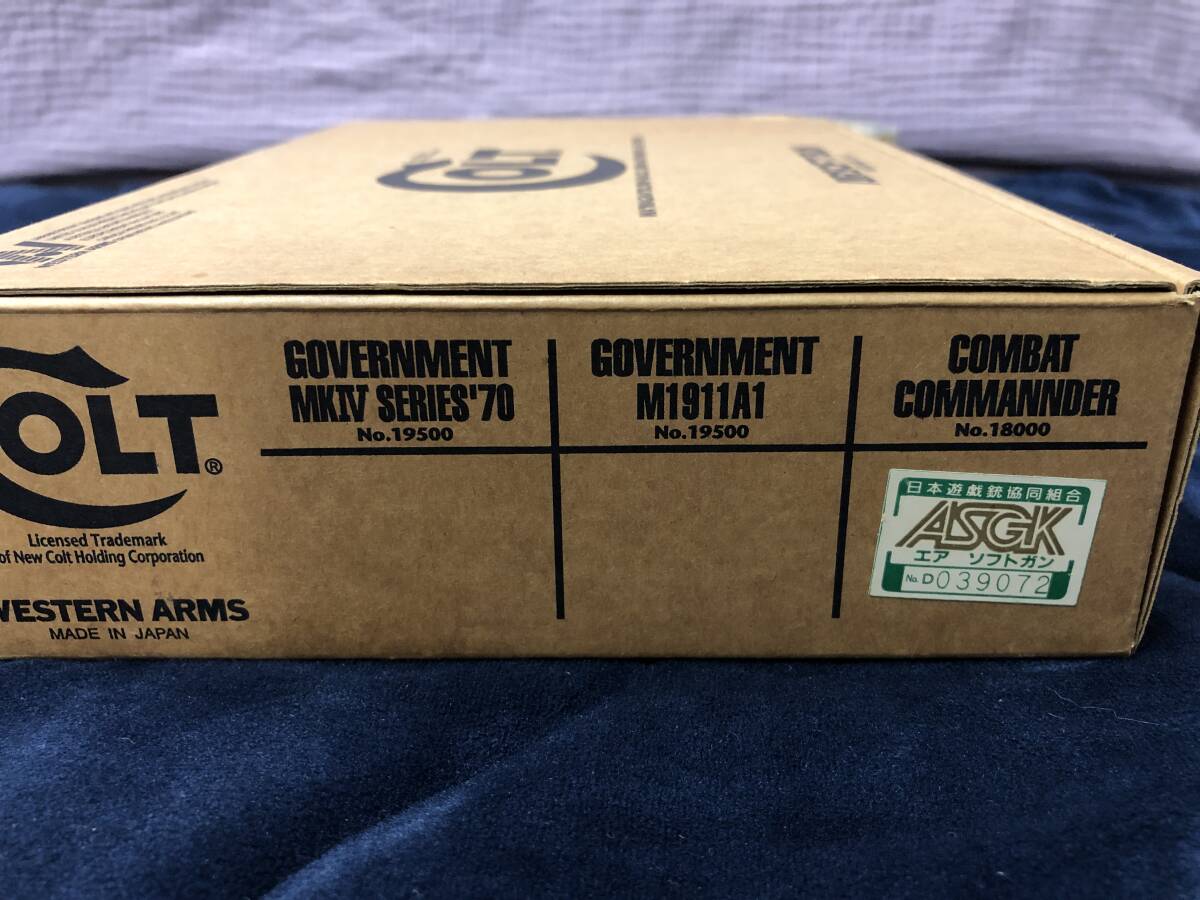 COLT
COLT®
Licensed Trademark
of New Colt Holding Corporation
WESTERN ARMS
MADE IN JAPAN
GOVERNMENT
MKIV SERIES'70
No.19500
GOVERNMENT
M1911A1
No.19500
COMBAT
COMMANNDER
No.18000
日本遊戯銃協同組合
ASGK
エア ソフトガン
No. D039072